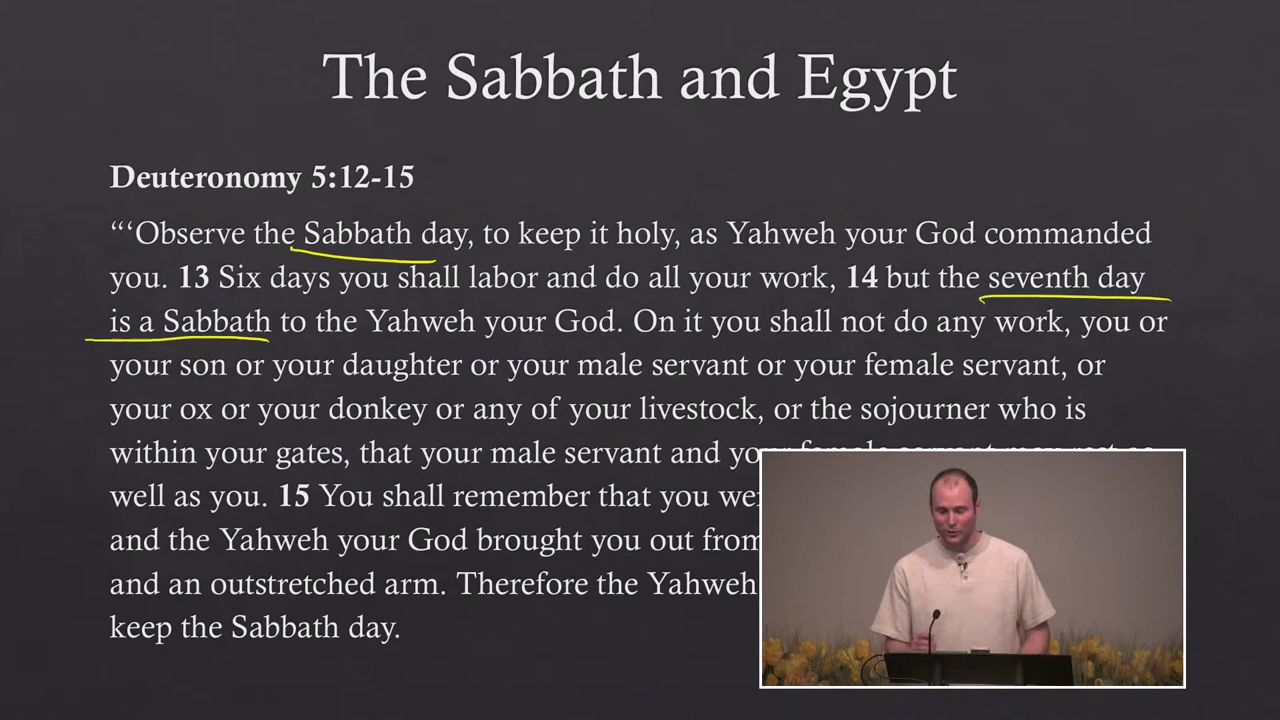 The Sabbath and Egypt
Deuteronomy 5:12-15
“‘Observe the Sabbath day, to keep it holy, as Yahweh your God commanded
you. 13 Six days you shall labor and do all your work, 14 but the seventh day
is a Sabbath to the Yahweh your God. On it you shall not do any work, you or
your son or your daughter or your male servant or your female servant, or
your ox or your donkey or any of your livestock, or the sojourner who is
within your gates, that your male servant and your female servant may rest as
well as you. 15 You shall remember that you
and the Yahweh your God brought you out from
and an outstretched arm. Therefore the Yahweh
keep the Sabbath day.